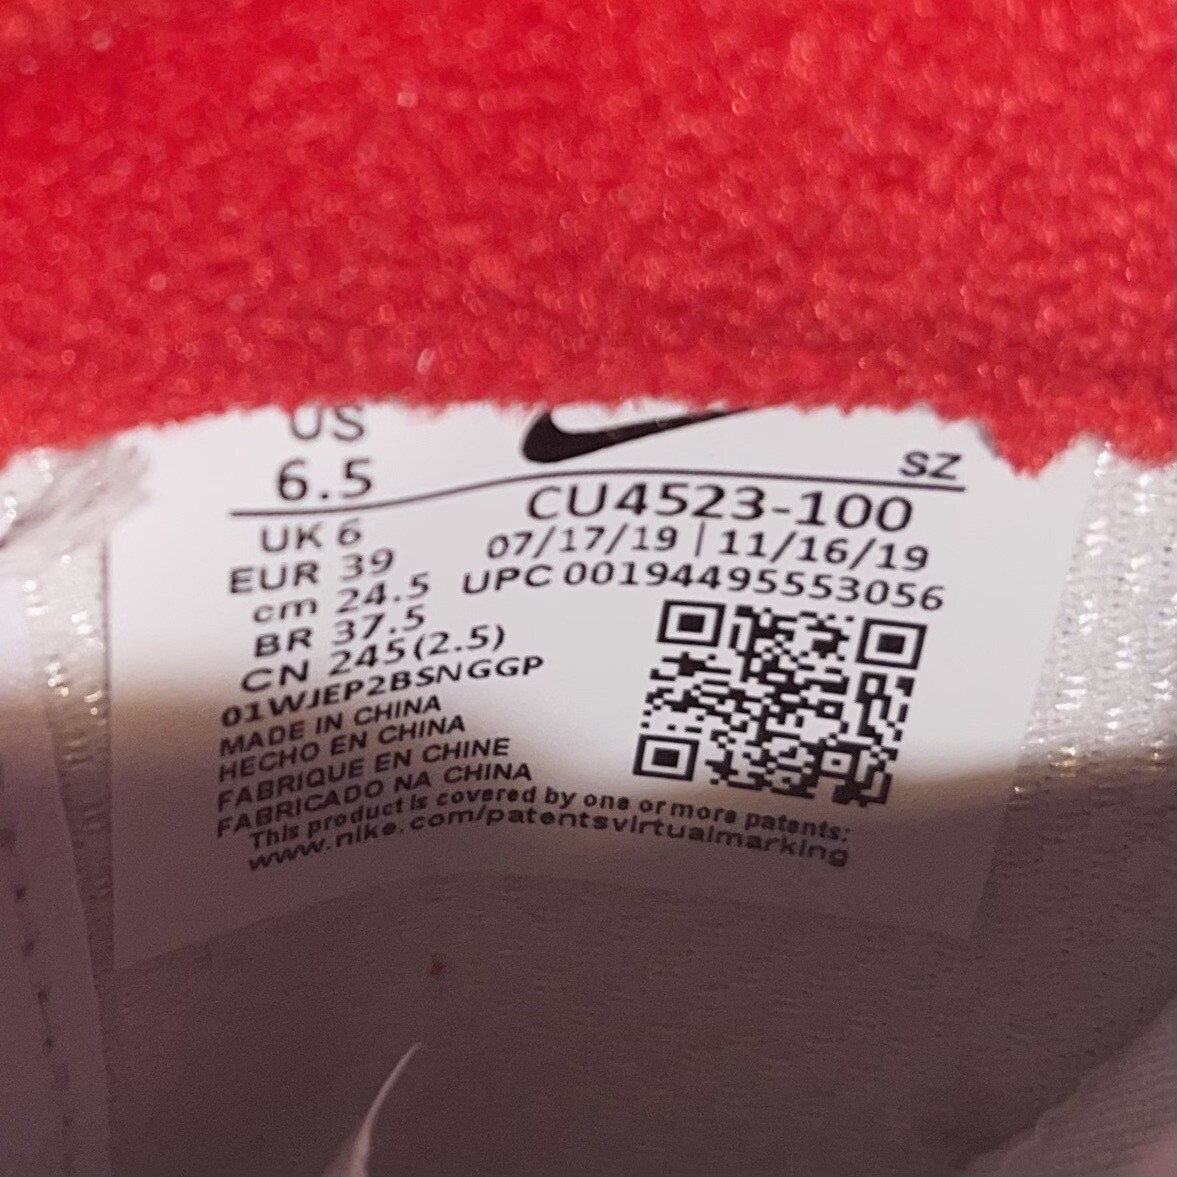 US
6.5
SZ
CU4523-100
07/17/19 | 11/16/19
UPC 00194495553056
UK 6
EUR 39
cm 24.5
BR 37.5
CN 245(2.5)
01WJEP2BSNGGP
MADE IN CHINA
HECHO EN CHINA
FABRIQUE EN CHINE
FABRICADO NA CHINA
This product is covered by one or more patents:
www.nike.com/patentsvirtualmarking